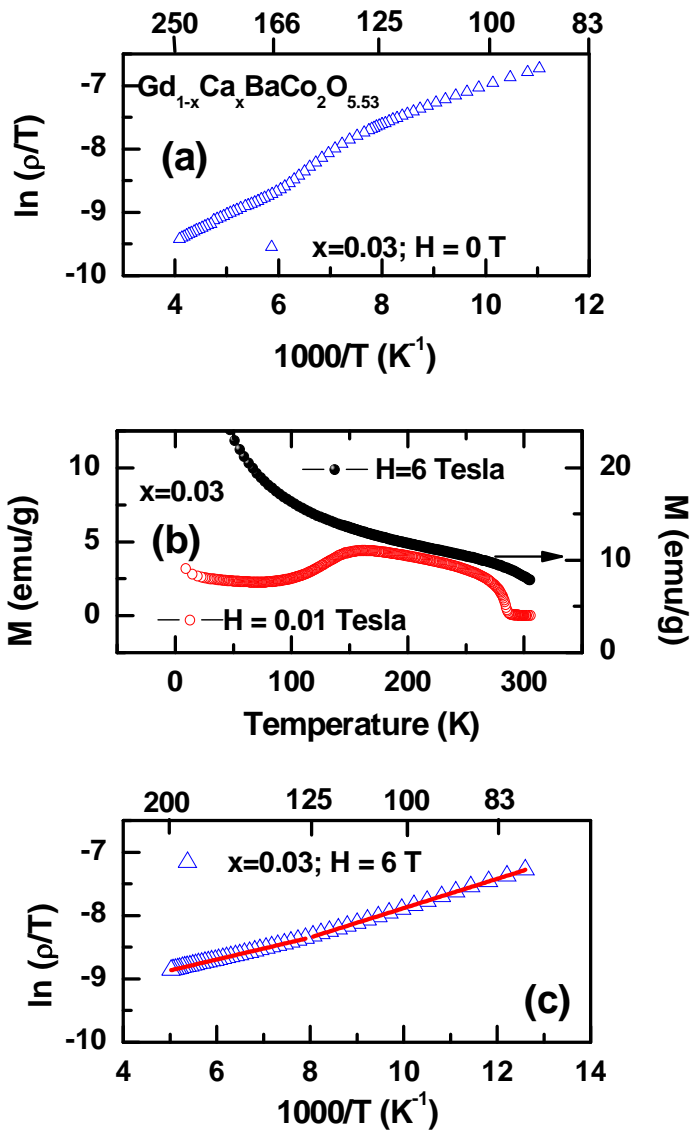 250 166 125 100 83
-7
Gd₁₋ₓCaₓBaCo₂O₅.₅₃
-8
(a)
ln (ρ/T)
-9
x=0.03; H = 0 T
-10
4 6 8 10 12
1000/T (K⁻¹)
10 H=6 Tesla 20
x=0.03
M (emu/g)
5 (b) 10
M (emu/g)
0 H = 0.01 Tesla
0
0 100 200 300
Temperature (K)
200 125 100 83
-7
x=0.03; H = 6 T
-8
ln (ρ/T)
-9
(c)
-10
4 6 8 10 12 14
1000/T (K⁻¹)